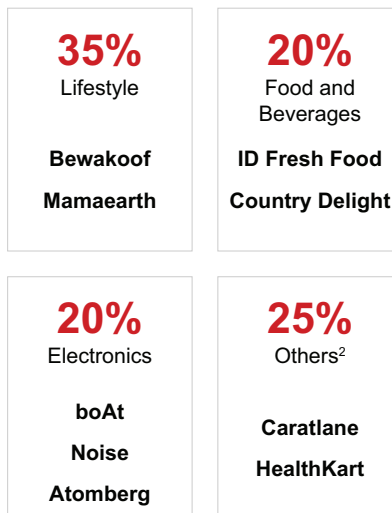 35%
Lifestyle
Bewakoof
Mamaearth
20%
Food and
Beverages
ID Fresh Food
Country Delight
20%
Electronics
boAt
Noise
Atomberg
25%
Others²
Caratlane
HealthKart